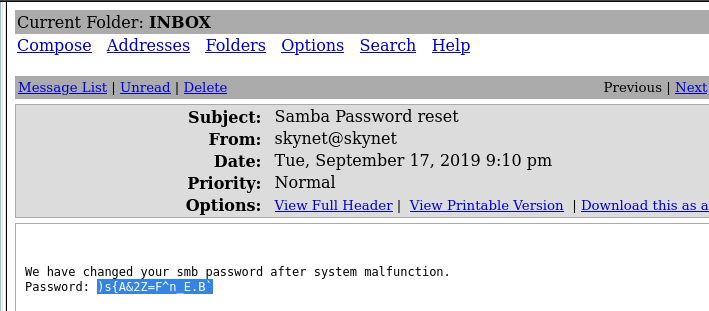 Current Folder: INBOX
Compose Addresses Folders Options Search Help
Message List | Unread | Delete Previous | Next
Subject: Samba Password reset
From: skynet@skynet
Date: Tue, September 17, 2019 9:10 pm
Priority: Normal
Options: View Full Header | View Printable Version | Download this as a
We have changed your smb password after system malfunction.
Password: )s{A&2Z=F^n_E.B`